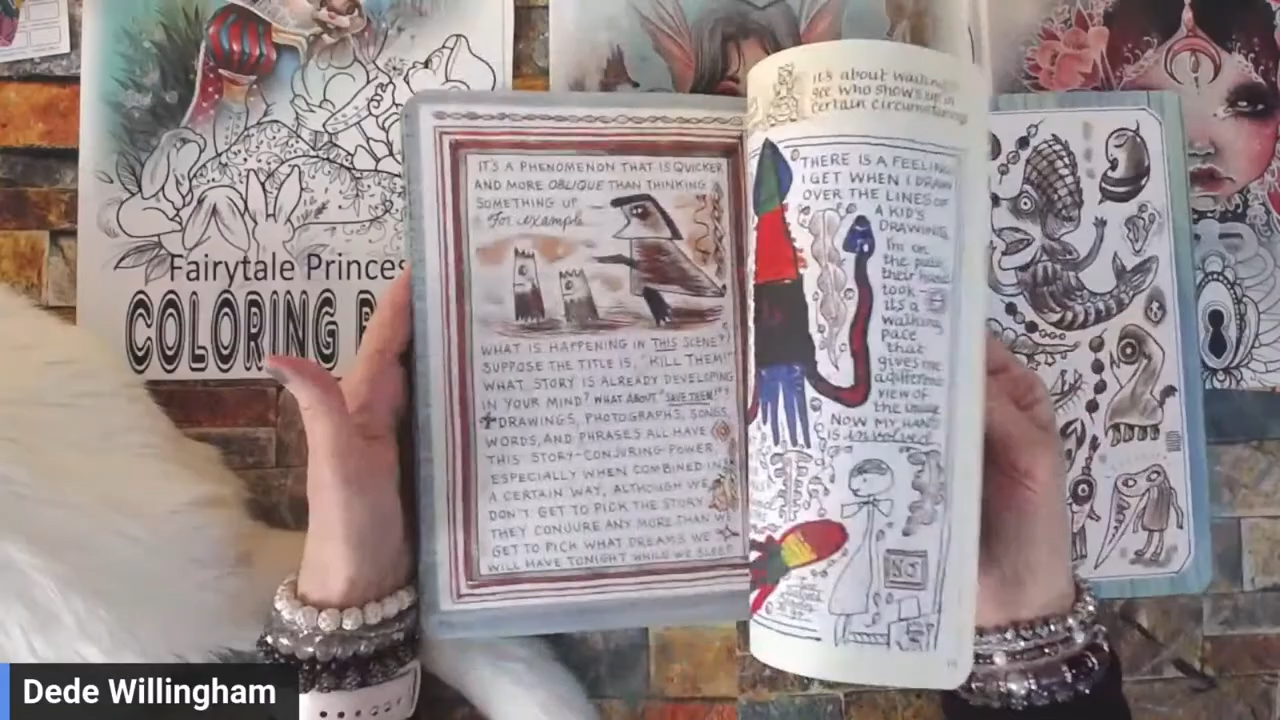 Fairytale Princes
COLORING B
IT'S A PHENOMENON THAT IS QUICKER
AND MORE OBLIQUE THAN THINKING
SOMETHING UP
For example
WHAT IS HAPPENING IN THIS SCENE?
SUPPOSE THE TITLE IS, "KILL THEM!"
WHAT STORY IS ALREADY DEVELOPING
IN YOUR MIND? WHAT ABOUT "SAVE THEM!"?
DRAWINGS, PHOTOGRAPHS, SONGS,
WORDS, AND PHRASES ALL HAVE
THIS STORY-CONJURING POWER,
ESPECIALLY WHEN COMBINED IN
A CERTAIN WAY, ALTHOUGH WE
DON'T GET TO PICK THE STORY
THEY CONJURE ANY MORE THAN WE
GET TO PICK WHAT DREAMS WE
WILL HAVE TONIGHT WHILE WE SLEEP
it's about waiting
see who shows up in
certain circumstances
THERE IS A FEELING
I GET WHEN I DRAW
OVER THE LINES OF
A KID'S
DRAWING
I'm on
the path
their hand
took
it's a
walking
pace
that
gives me
a different
view of
the image
NOW MY HAND
IS involved
NJ
Dede Willingham